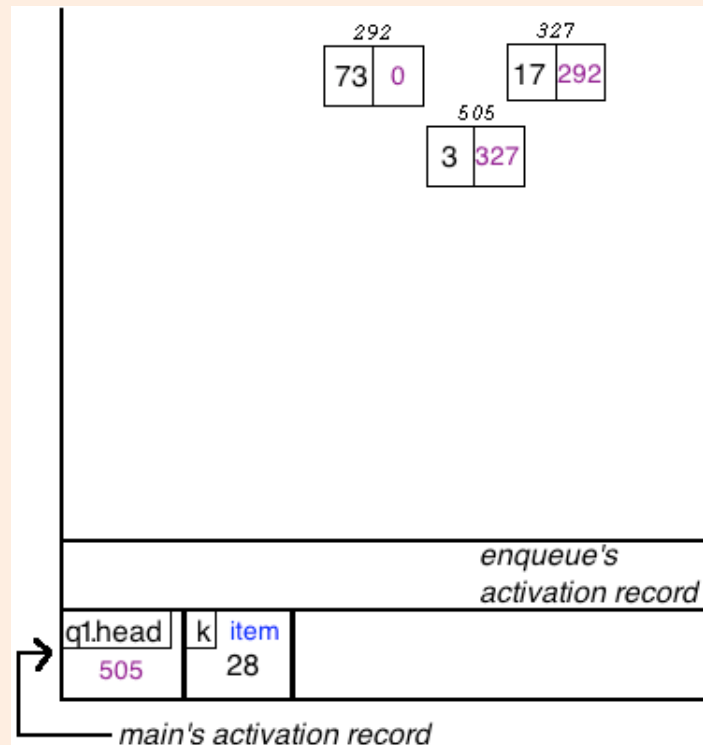 292
327
73 0
17 292
505
3 327
enqueue's
activation record
q1.head k item
505 28
main's activation record